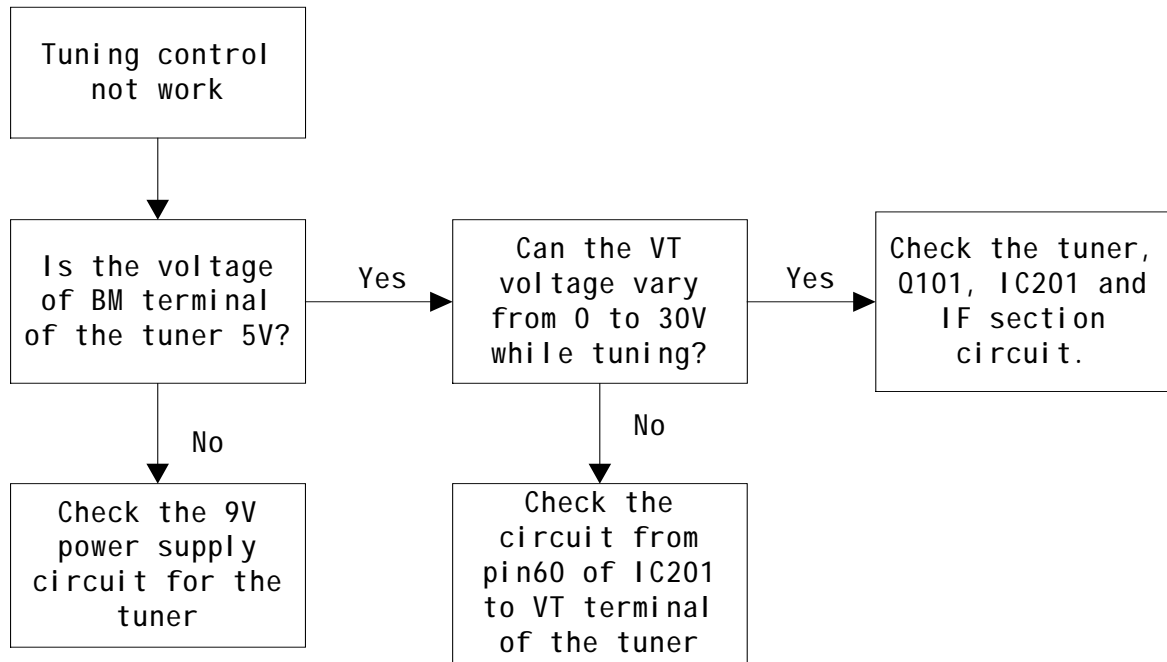 Tuning control
not work
Is the voltage
of BM terminal
of the tuner 5V?
Yes
Can the VT
voltage vary
from 0 to 30V
while tuning?
Yes
Check the tuner,
Q101, IC201 and
IF section
circuit.
No
No
Check the 9V
power supply
circuit for the
tuner
Check the
circuit from
pin60 of IC201
to VT terminal
of the tuner